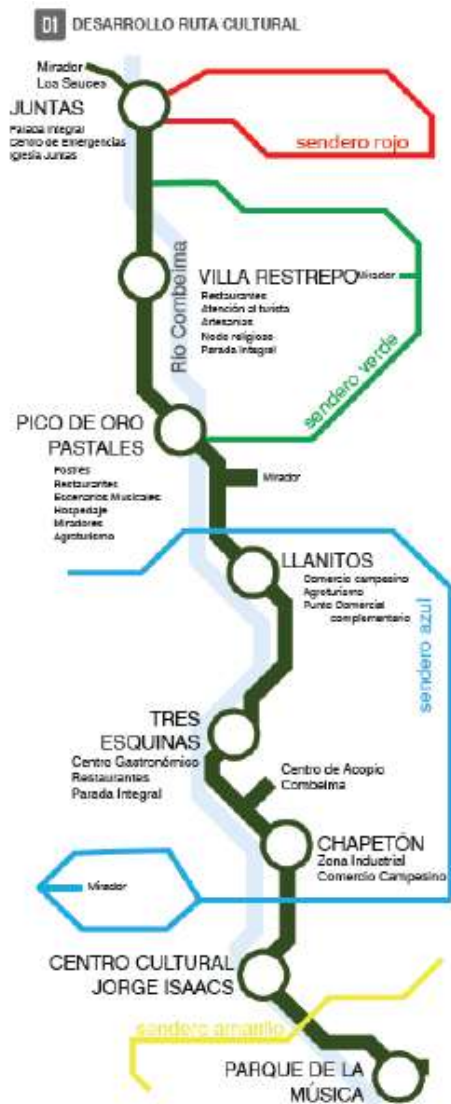 D1 DESARROLLO RUTA CULTURAL
Mirador
Los Sauces
JUNTAS
Parada Integral
Centro de Emergencias
Iglesia Juntas
sendero rojo
Río Combeima
VILLA RESTREPO
Restaurantes
Atención al turista
Artesanías
Nodo religioso
Parada Integral
Mirador
sendero verde
PICO DE ORO
PASTALES
Postres
Restaurantes
Escenarios Musicales
Hospedaje
Miradores
Agroturismo
Mirador
LLANITOS
Comercio campesino
Agroturismo
Punto Comercial
complementario
sendero azul
TRES
ESQUINAS
Centro Gastronómico
Restaurantes
Parada Integral
Centro de Acopio
Combeima
CHAPETÓN
Zona Industrial
Comercio Campesino
Mirador
CENTRO CULTURAL
JORGE ISAACS
sendero amarillo
PARQUE DE LA
MÚSICA